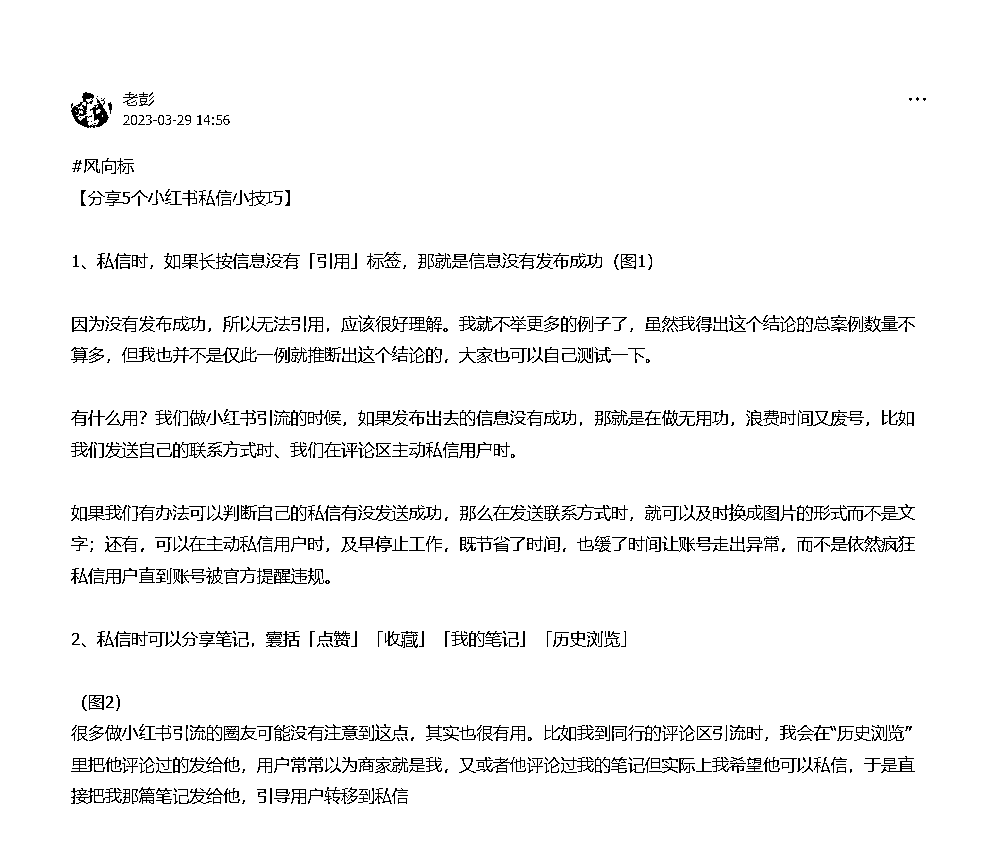 老彭
2023-03-29 14:56
#风向标
【分享5个小红书私信小技巧】
1、私信时，如果长按信息没有「引用」标签，那就是信息没有发布成功（图1）
因为没有发布成功，所以无法引用，应该很好理解。我就不举更多的例子了，虽然我得出这个结论的总案例数量不
算多，但我也并不是仅此一例就推断出这个结论的，大家也可以自己测试一下。
有什么用？我们做小红书引流的时候，如果发布出去的信息没有成功，那就是在做无用功，浪费时间又废号，比如
我们发送自己的联系方式时、我们在评论区主动私信用户时。
如果我们有办法可以判断自己的私信有没发送成功，那么在发送联系方式时，就可以及时换成图片的形式而不是文
字；还有，可以在主动私信用户时，及早停止工作，既节省了时间，也缓了时间让账号走出异常，而不是依然疯狂
私信用户直到账号被官方提醒违规。
2、私信时可以分享笔记，囊括「点赞」「收藏」「我的笔记」「历史浏览」
（图2）
很多做小红书引流的圈友可能没有注意到这点，其实也很有用。比如我到同行的评论区引流时，我会在“历史浏览”
里把他评论过的发给他，用户常常以为商家就是我，又或者他评论过我的笔记但实际上我希望他可以私信，于是直
接把我那篇笔记发给他，引导用户转移到私信